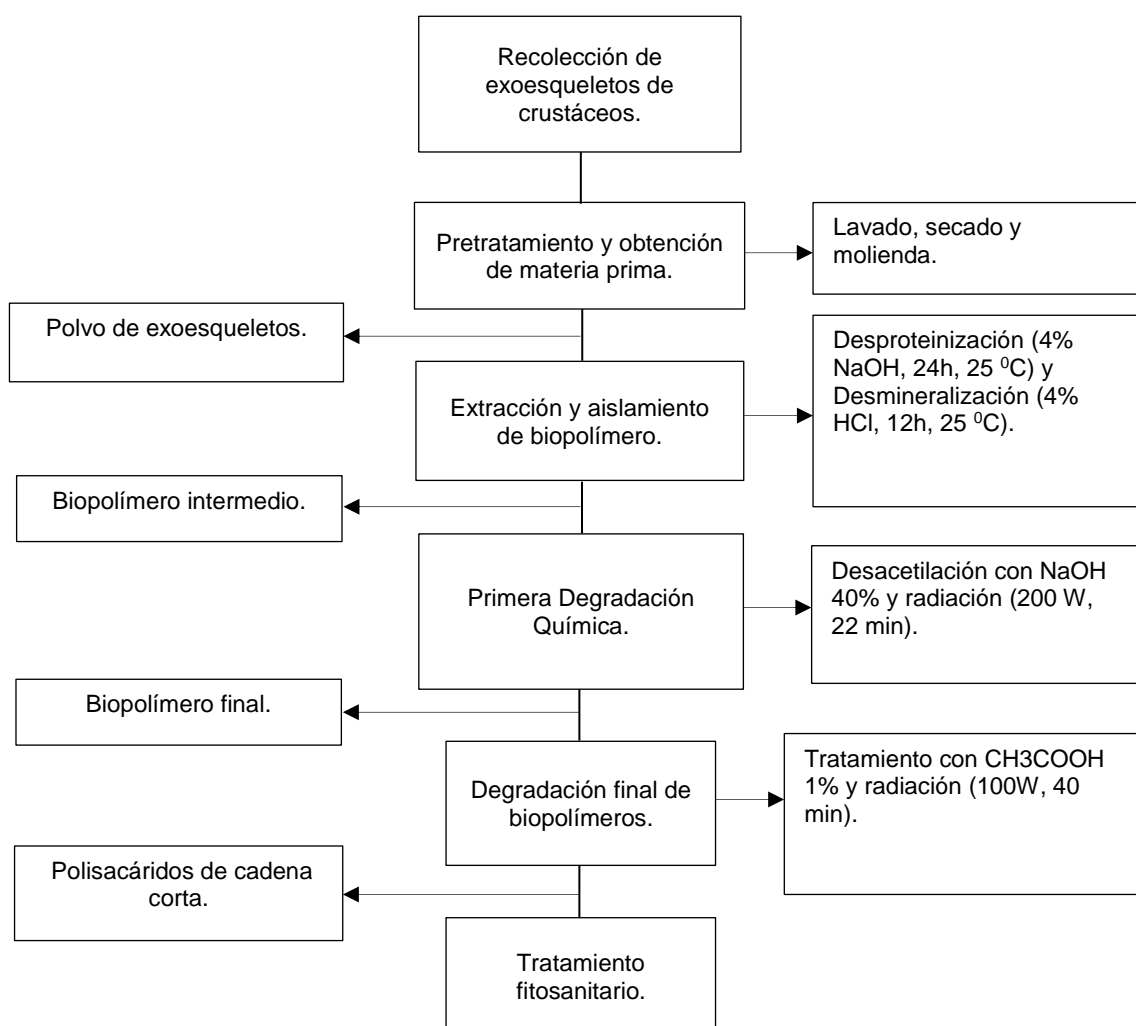 Recolección de
exoesqueletos de
crustáceos.
Pretratamiento y obtención
de materia prima.
Lavado, secado y
molienda.
Polvo de exoesqueletos.
Extracción y aislamiento
de biopolímero.
Desproteinización (4%
NaOH, 24h, 25 ⁰C) y
Desmineralización (4%
HCl, 12h, 25 ⁰C).
Biopolímero intermedio.
Primera Degradación
Química.
Desacetilación con NaOH
40% y radiación (200 W,
22 min).
Biopolímero final.
Degradación final de
biopolímeros.
Tratamiento con CH3COOH
1% y radiación (100W, 40
min).
Polisacáridos de cadena
corta.
Tratamiento
fitosanitario.